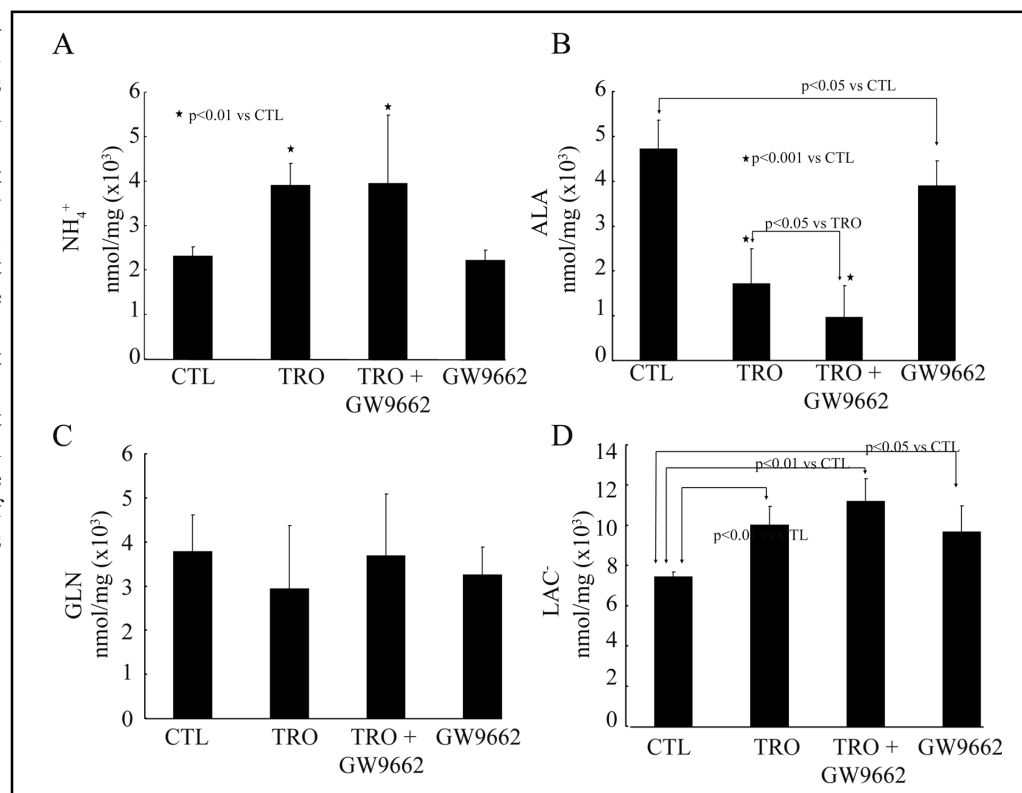 A
NH₄⁺
nmol/mg (x10³)
6
5
4
3
2
1
0
★ p<0.01 vs CTL
★
★
CTL
TRO
TRO +
GW9662
GW9662
B
ALA
nmol/mg (x10³)
6
5
4
3
2
1
0
p<0.05 vs CTL
★ p<0.001 vs CTL
p<0.05 vs TRO
★
★
CTL
TRO
TRO +
GW9662
GW9662
C
GLN
nmol/mg (x10³)
6
5
4
3
2
1
0
CTL
TRO
TRO +
GW9662
GW9662
D
LAC⁻
nmol/mg (x10³)
14
12
10
8
6
4
2
0
p<0.05 vs CTL
p<0.01 vs CTL
vs CTL
CTL
TRO
TRO +
GW9662
GW9662